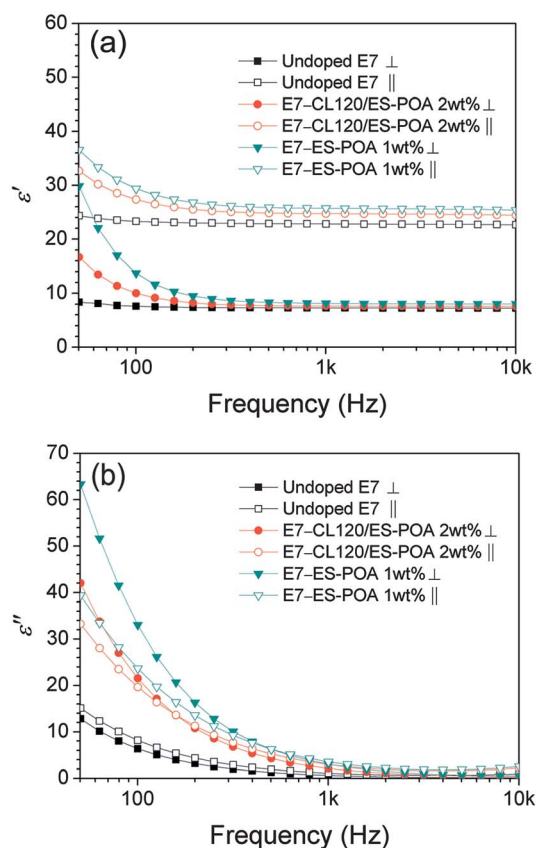 (a)
60
50
40
30
20
10
0
ε'
Undoped E7 ⊥
Undoped E7 ||
E7–CL120/ES-POA 2wt% ⊥
E7–CL120/ES-POA 2wt% ||
E7–ES-POA 1wt% ⊥
E7–ES-POA 1wt% ||
100 1k 10k
Frequency (Hz)
(b)
70
60
50
40
30
20
10
0
ε''
Undoped E7 ⊥
Undoped E7 ||
E7–CL120/ES-POA 2wt% ⊥
E7–CL120/ES-POA 2wt% ||
E7–ES-POA 1wt% ⊥
E7–ES-POA 1wt% ||
100 1k 10k
Frequency (Hz)